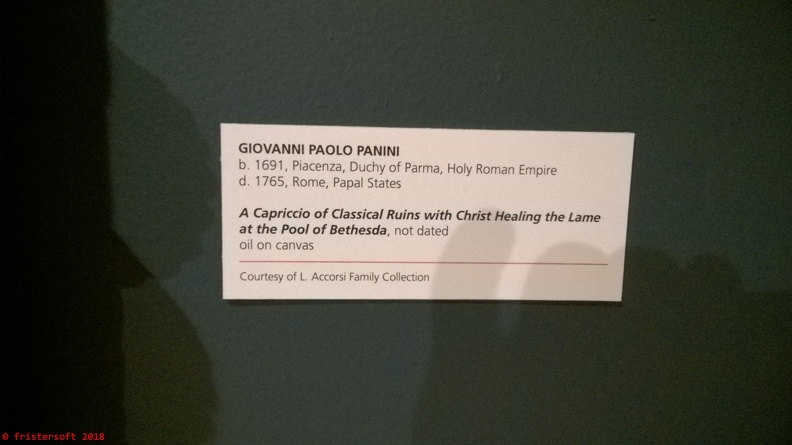 GIOVANNI PAOLO PANINI
b. 1691, Piacenza, Duchy of Parma, Holy Roman Empire
d. 1765, Rome, Papal States
A Capriccio of Classical Ruins with Christ Healing the Lame
at the Pool of Bethesda, not dated
oil on canvas
Courtesy of L. Accorsi Family Collection
© fristersoft 2018